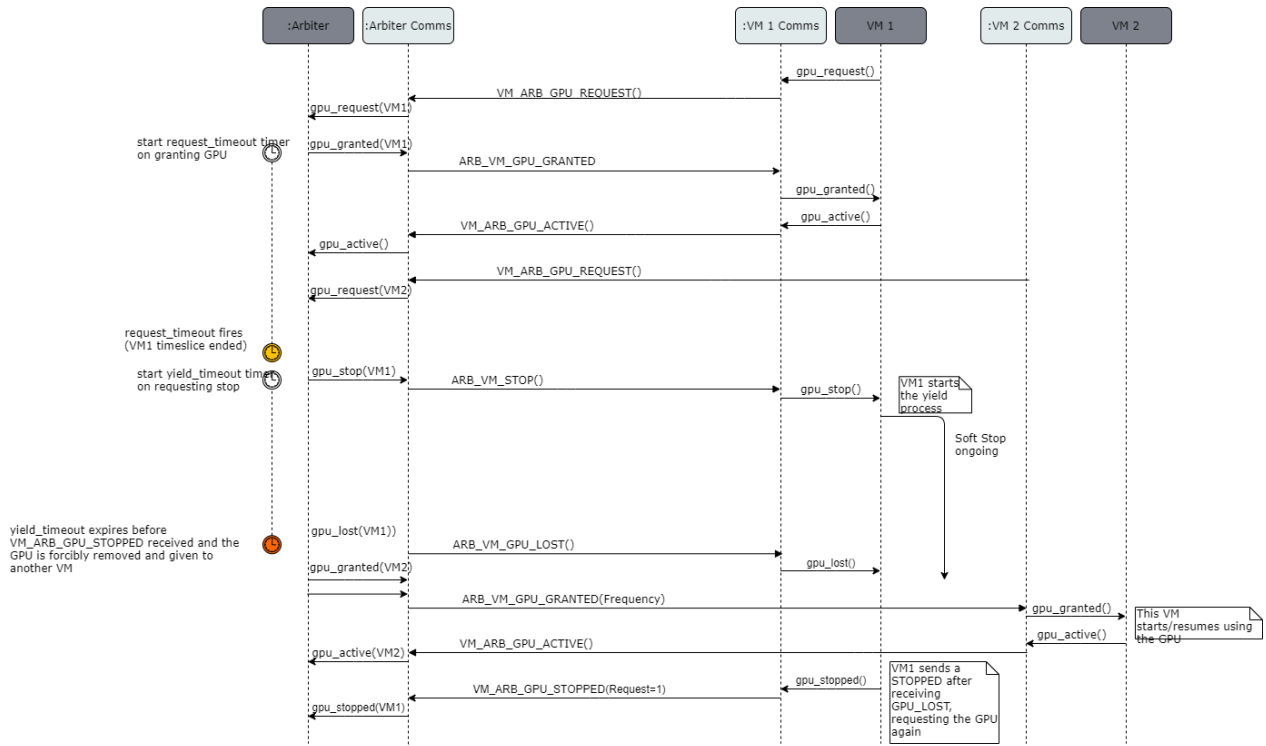 :Arbiter
:Arbiter Comms
:VM 1 Comms
VM 1
:VM 2 Comms
VM 2
gpu_request()
VM_ARB_GPU_REQUEST()
gpu_request(VM1)
start request_timeout timer
on granting GPU
gpu_granted(VM1)
ARB_VM_GPU_GRANTED
gpu_granted()
gpu_active()
VM_ARB_GPU_ACTIVE()
gpu_active()
VM_ARB_GPU_REQUEST()
gpu_request(VM2)
request_timeout fires
(VM1 timeslice ended)
start yield_timeout timer
on requesting stop
gpu_stop(VM1)
ARB_VM_STOP()
gpu_stop()
VM1 starts
the yield
process
Soft Stop
ongoing
yield_timeout expires before
VM_ARB_GPU_STOPPED received and the
GPU is forcibly removed and given to
another VM
gpu_lost(VM1))
ARB_VM_GPU_LOST()
gpu_lost()
gpu_granted(VM2)
ARB_VM_GPU_GRANTED(Frequency)
gpu_granted()
This VM
starts/resumes using
the GPU
gpu_active()
VM_ARB_GPU_ACTIVE()
gpu_active(VM2)
VM1 sends a
STOPPED after
receiving
GPU_LOST,
requesting the GPU
again
gpu_stopped()
VM_ARB_GPU_STOPPED(Request=1)
gpu_stopped(VM1)